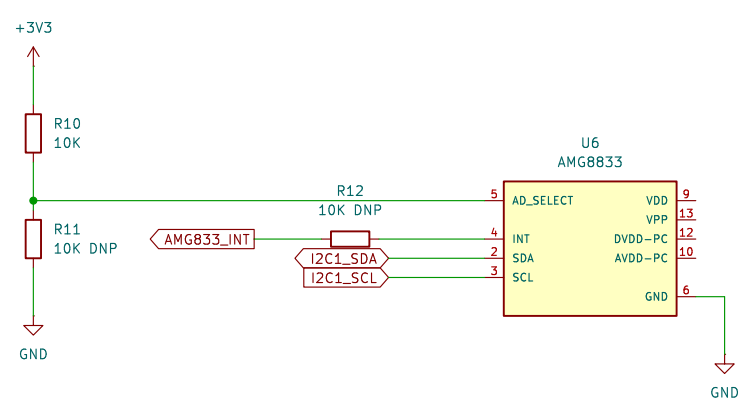 +3V3
R10
10K
R11
10K DNP
GND
R12
10K DNP
AMG833_INT
I2C1_SDA
I2C1_SCL
U6
AMG8833
5 AD_SELECT
4 INT
2 SDA
3 SCL
VDD 9
VPP 13
DVDD-PC 12
AVDD-PC 10
GND 6
GND